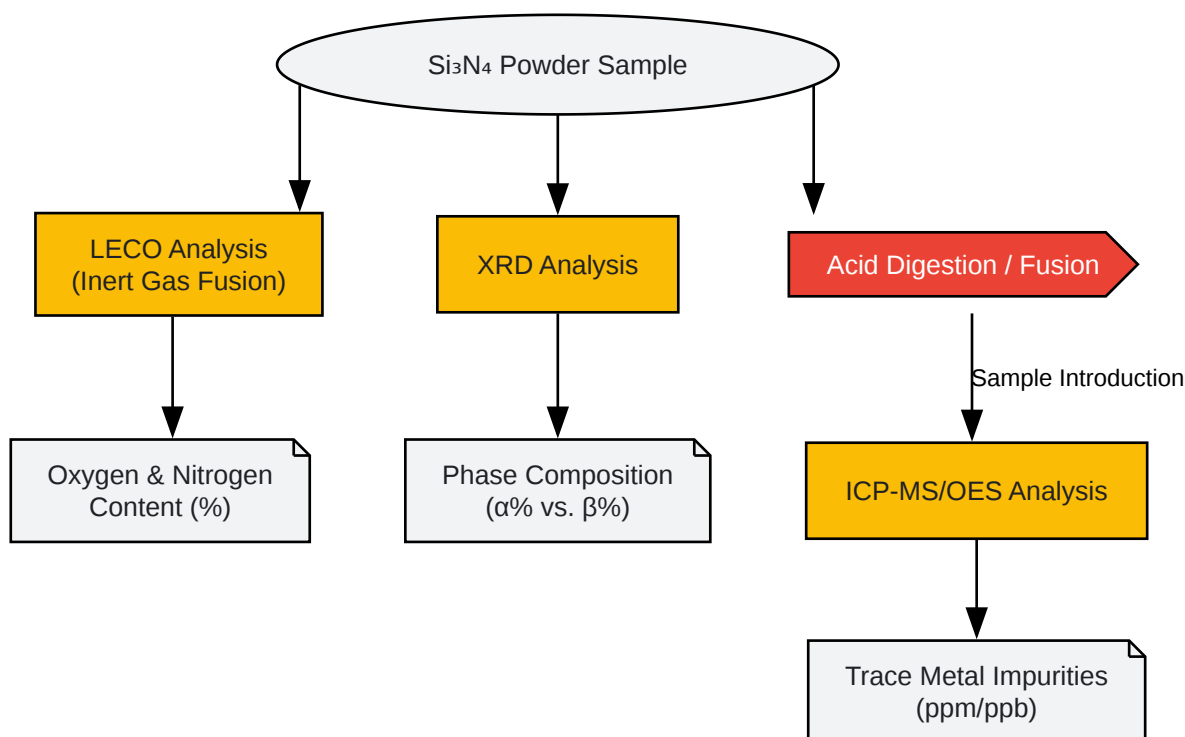 Si₃N₄ Powder Sample
LECO Analysis
(Inert Gas Fusion)
XRD Analysis
Acid Digestion / Fusion
Sample Introduction
Oxygen & Nitrogen
Content (%)
Phase Composition
(α% vs. β%)
ICP-MS/OES Analysis
Trace Metal Impurities
(ppm/ppb)